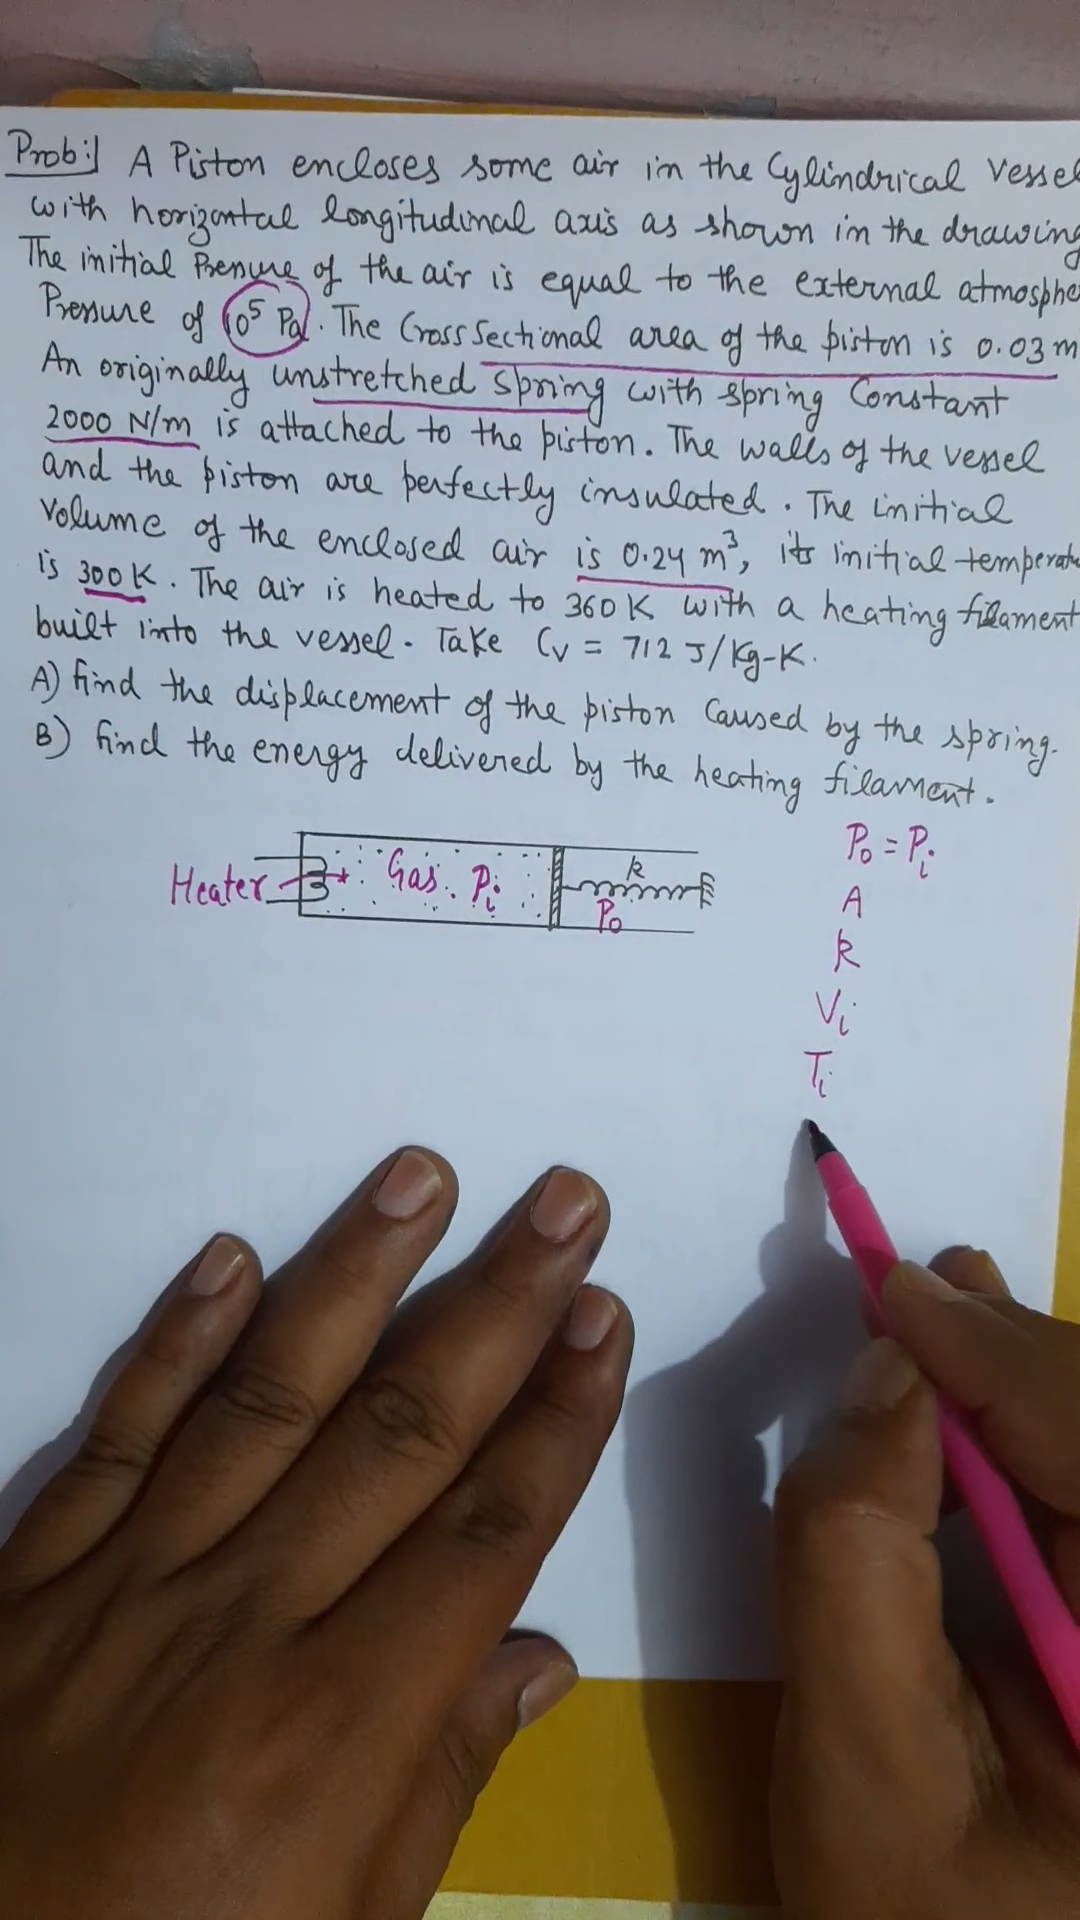 Prob:| A Piston encloses some air in the Cylindrical vessel
with horizontal longitudinal axis as shown in the drawing
The initial Pressure of the air is equal to the external atmosphe
Pressure of 10⁵ Pa. The Cross Sectional area of the piston is 0.03 m
An originally unstretched spring with spring Constant
2000 N/m is attached to the piston. The walls of the vessel
and the piston are perfectly insulated. The initial
volume of the enclosed air is 0.24 m³, its initial temperatu
is 300 K. The air is heated to 360 K with a heating filament
built into the vessel. Take Cv = 712 J/Kg-K.
A) find the displacement of the piston Caused by the spring.
B) find the energy delivered by the heating filament.
Heater
Gas Pi
k
P₀
P₀ = Pi
A
k
Vi
Ti